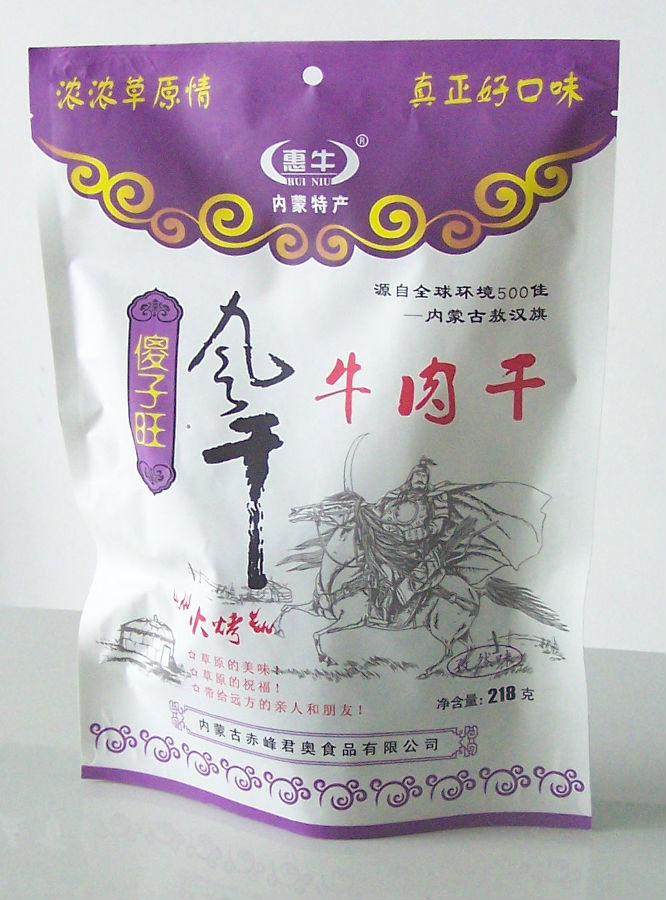 浓浓草原情
真正好口味
惠牛®
HUI NIU
内蒙特产
源自全球环境500佳
—内蒙古敖汉旗
傻子旺
风干
牛肉干
火烤
☆草原的美味！
☆草原的祝福！
☆带给远方的亲人和朋友！
孜然味
净含量: 218 克
内蒙古赤峰君奥食品有限公司